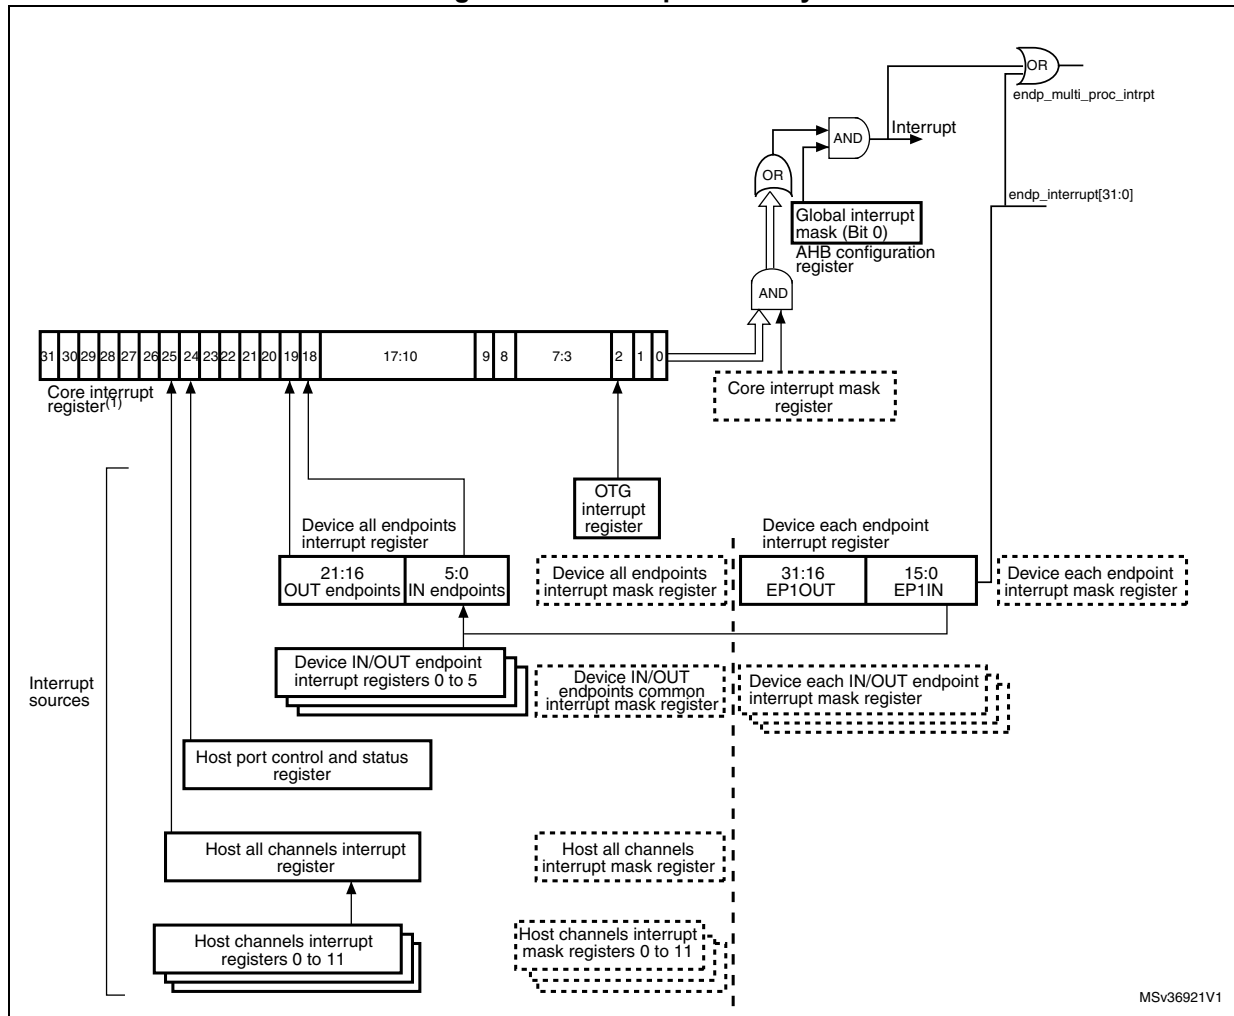 OR
endp_multi_proc_intrpt
AND
Interrupt
OR
endp_interrupt[31:0]
Global interrupt
mask (Bit 0)
AHB configuration
register
AND
31 30 29 28 27 26 25 24 23 22 21 20 19 18 17:10 9 8 7:3 2 1 0
Core interrupt
register(1)
Core interrupt mask
register
OTG
interrupt
register
Device all endpoints
interrupt register
Device each endpoint
interrupt register
21:16
OUT endpoints
5:0
IN endpoints
Device all endpoints
interrupt mask register
31:16
EP1OUT
15:0
EP1IN
Device each endpoint
interrupt mask register
Device IN/OUT endpoint
interrupt registers 0 to 5
Device IN/OUT
endpoints common
interrupt mask register
Device each IN/OUT endpoint
interrupt mask register
Interrupt
sources
Host port control and status
register
Host all channels interrupt
register
Host all channels
interrupt mask register
Host channels interrupt
registers 0 to 11
Host channels interrupt
mask registers 0 to 11
MSv36921V1